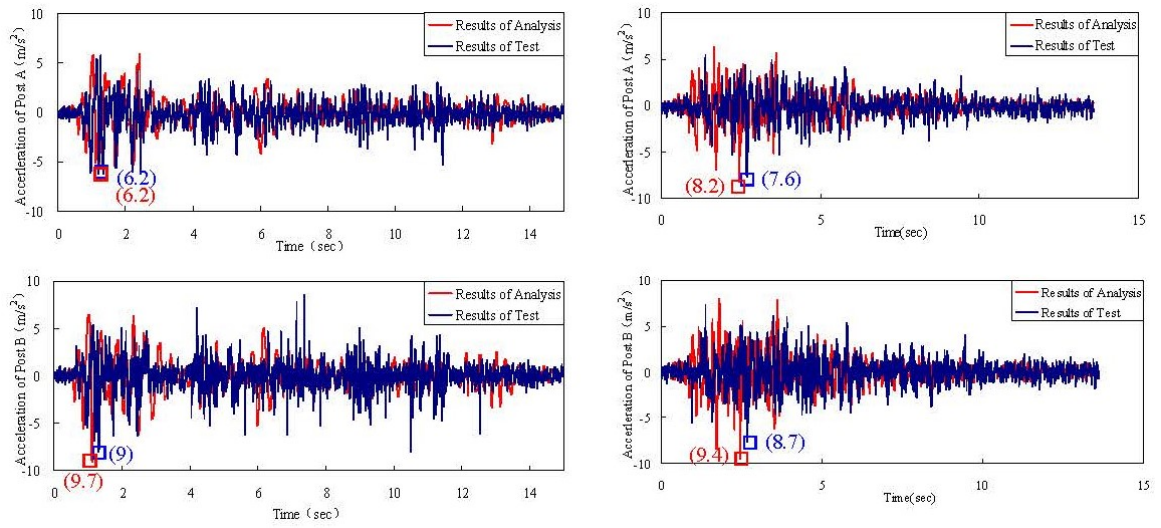 10
5
0
-5
-10
Accerleration of Post A (m/s²)
Results of Analysis
Results of Test
(6.2)
(6.2)
0 2 4 6 8 10 12 14
Time (sec)
10
5
0
-5
-10
Accerleration of Post A (m/s²)
Results of Analysis
Results of Test
(8.2) (7.6)
0 5 10 15
Time(sec)
10
5
0
-5
-10
Acceleration of Post B (m/s²)
Results of Analysis
Results of Test
(9)
(9.7)
0 2 4 6 8 10 12 14
Time (sec)
10
5
0
-5
-10
Acceleration of Post B (m/s²)
Results of Analysis
Results of Test
(8.7)
(9.4)
0 5 10 15
Time(sec)